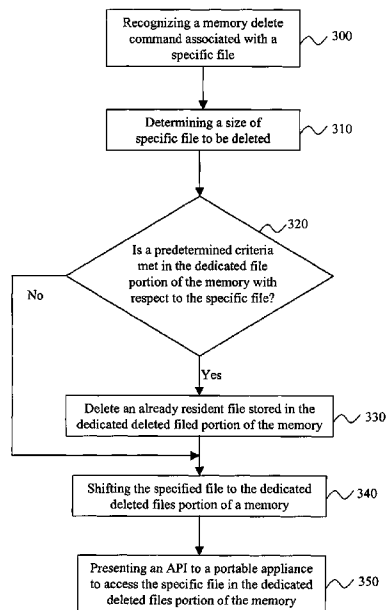 Recognizing a memory delete
command associated with a
specific file
300
Determining a size of
specific file to be deleted
310
320
Is a predetermined criteria
met in the dedicated file
portion of the memory with
respect to the specific file?
No
Yes
Delete an already resident file stored in the
dedicated deleted filed portion of the memory
330
Shifting the specified file to the dedicated
deleted files portion of a memory
340
Presenting an API to a portable appliance
to access the specific file in the dedicated
deleted files portion of the memory
350